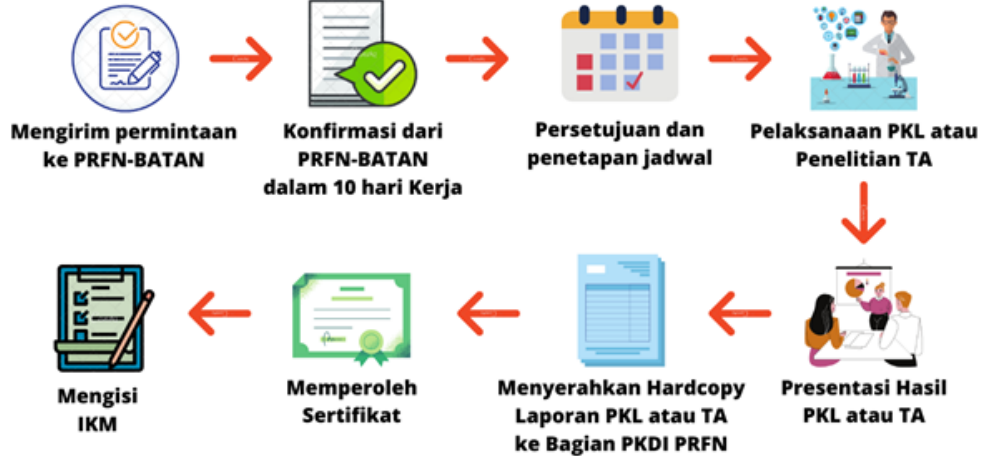 Mengirim permintaan
ke PRFN-BATAN
Konfirmasi dari
PRFN-BATAN
dalam 10 hari Kerja
Persetujuan dan
penetapan jadwal
Pelaksanaan PKL atau
Penelitian TA
Presentasi Hasil
PKL atau TA
Menyerahkan Hardcopy
Laporan PKL atau TA
ke Bagian PKDI PRFN
Memperoleh
Sertifikat
Mengisi
IKM